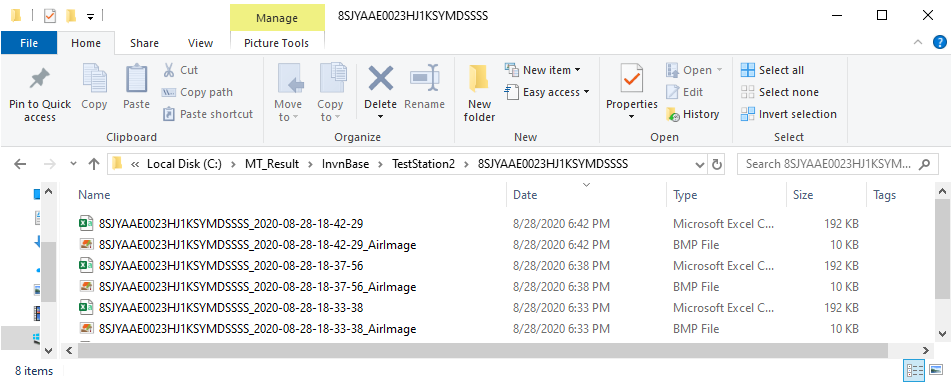 Manage
8SJYAAE0023HJ1KSYMDSSSS
File Home Share View Picture Tools
Pin to Quick access
Copy
Paste
Cut
Copy path
Paste shortcut
Clipboard
Move to
Copy to
Delete
Rename
Organize
New folder
New item
Easy access
New
Properties
Open
Edit
History
Open
Select all
Select none
Invert selection
Select
« Local Disk (C:) > MT_Result > InvnBase > TestStation2 > 8SJYAAE0023HJ1KSYMDSSSS
Search 8SJYAAE0023HJ1KSYM...
Name Date Type Size Tags
8SJYAAE0023HJ1KSYMDSSSS_2020-08-28-18-42-29 8/28/2020 6:42 PM Microsoft Excel C... 192 KB
8SJYAAE0023HJ1KSYMDSSSS_2020-08-28-18-42-29_AirImage 8/28/2020 6:42 PM BMP File 10 KB
8SJYAAE0023HJ1KSYMDSSSS_2020-08-28-18-37-56 8/28/2020 6:38 PM Microsoft Excel C... 192 KB
8SJYAAE0023HJ1KSYMDSSSS_2020-08-28-18-37-56_AirImage 8/28/2020 6:38 PM BMP File 10 KB
8SJYAAE0023HJ1KSYMDSSSS_2020-08-28-18-33-38 8/28/2020 6:33 PM Microsoft Excel C... 192 KB
8SJYAAE0023HJ1KSYMDSSSS_2020-08-28-18-33-38_AirImage 8/28/2020 6:33 PM BMP File 10 KB
8 items